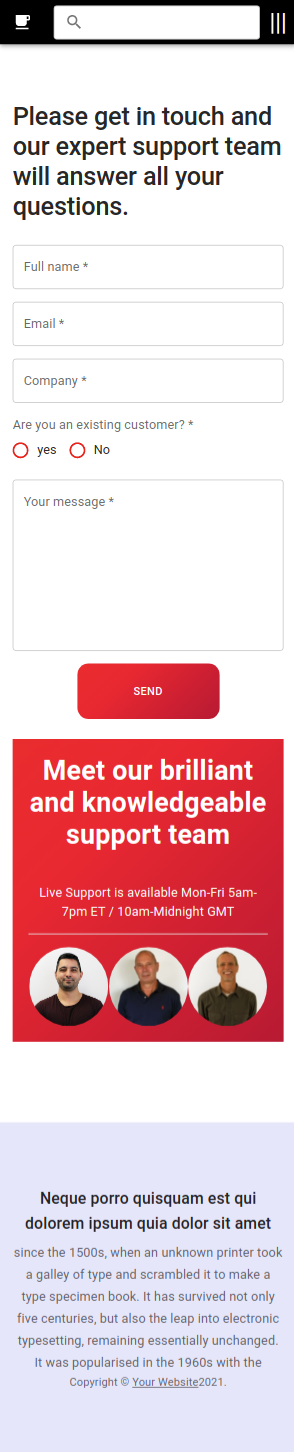 Please get in touch and
our expert support team
will answer all your
questions.
Full name *
Email *
Company *
Are you an existing customer? *
yes No
Your message *
SEND
Meet our brilliant
and knowledgeable
support team
Live Support is available Mon-Fri 5am-
7pm ET / 10am-Midnight GMT
Neque porro quisquam est qui
dolorem ipsum quia dolor sit amet
since the 1500s, when an unknown printer took
a galley of type and scrambled it to make a
type specimen book. It has survived not only
five centuries, but also the leap into electronic
typesetting, remaining essentially unchanged.
It was popularised in the 1960s with the
Copyright © Your Website2021.